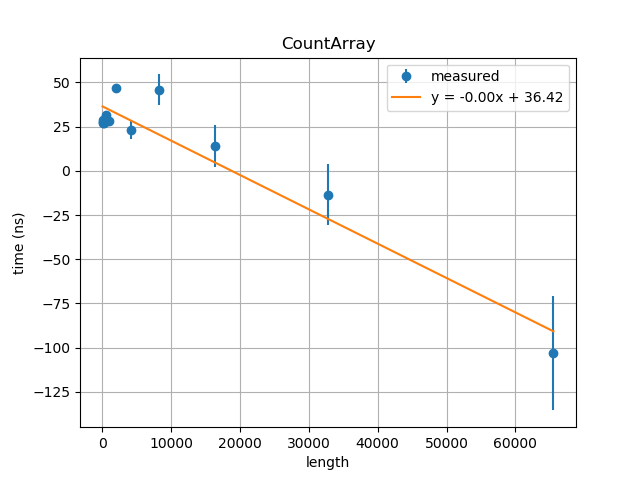 CountArray
measured
y = -0.00x + 36.42
time (ns)
50
25
0
−25
−50
−75
−100
−125
0 10000 20000 30000 40000 50000 60000
length